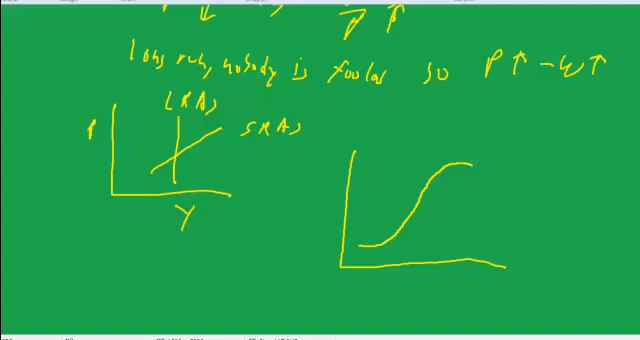 P ↑
long run, nobody is fooled so P↑ - W↑
LRAS
P SRAS
Y